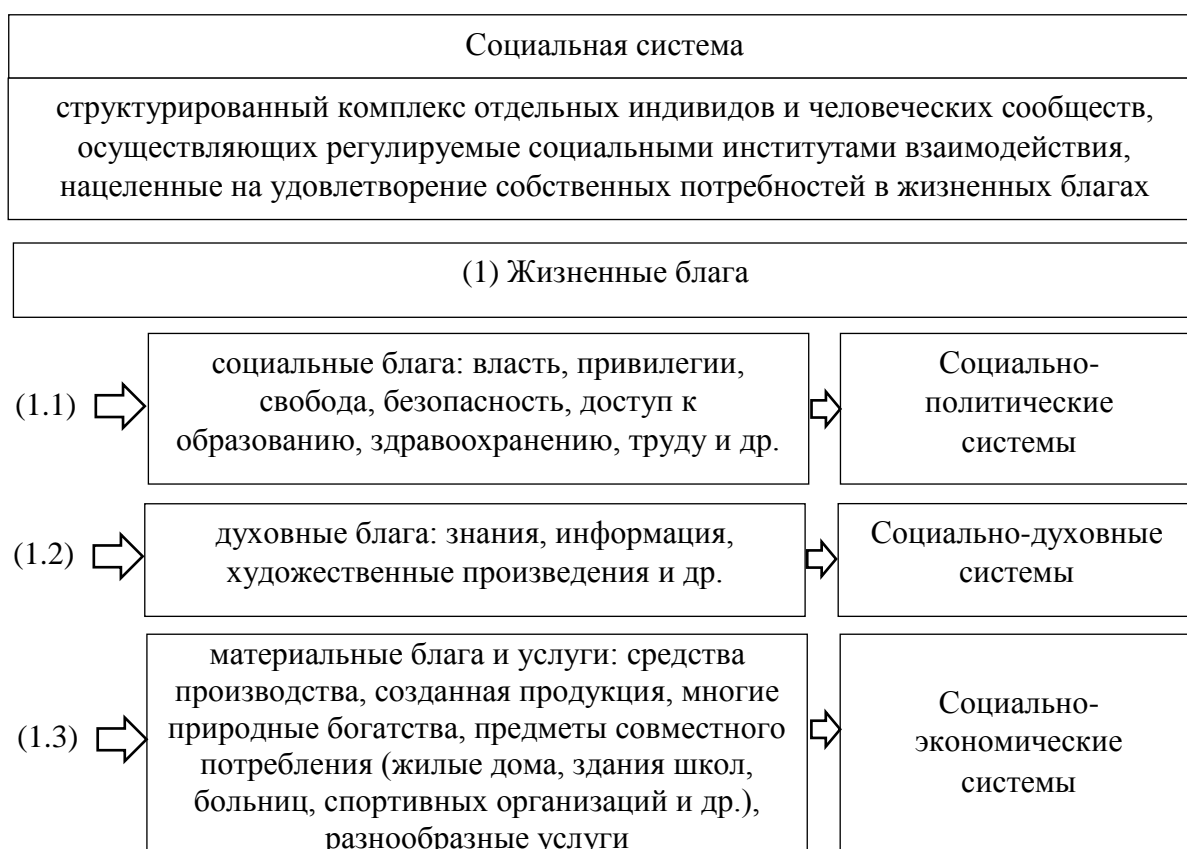 Социальная система
структурированный комплекс отдельных индивидов и человеческих сообществ,
осуществляющих регулируемые социальными институтами взаимодействия,
нацеленные на удовлетворение собственных потребностей в жизненных благах
(1) Жизненные блага
(1.1)
социальные блага: власть, привилегии,
свобода, безопасность, доступ к
образованию, здравоохранению, труду и др.
Социально-
политические
системы
(1.2)
духовные блага: знания, информация,
художественные произведения и др.
Социально-духовные
системы
(1.3)
материальные блага и услуги: средства
производства, созданная продукция, многие
природные богатства, предметы совместного
потребления (жилые дома, здания школ,
больниц, спортивных организаций и др.),
разнообразные услуги
Социально-
экономические
системы